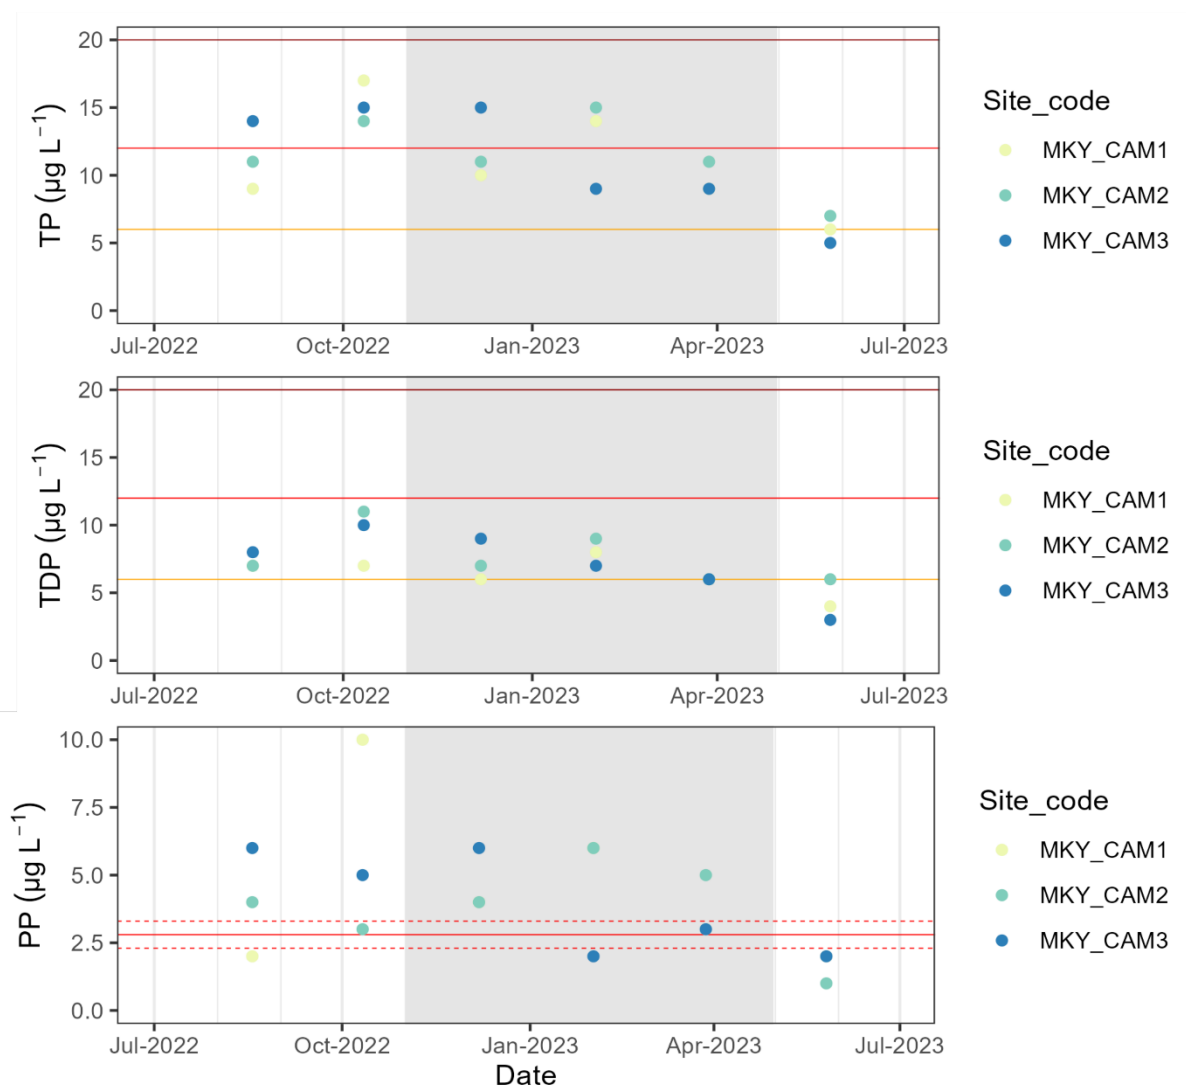 20
15
10
5
0
TP (µg L⁻¹)
Jul-2022 Oct-2022 Jan-2023 Apr-2023 Jul-2023
Site_code
MKY_CAM1
MKY_CAM2
MKY_CAM3
20
15
10
5
0
TDP (µg L⁻¹)
Jul-2022 Oct-2022 Jan-2023 Apr-2023 Jul-2023
Site_code
MKY_CAM1
MKY_CAM2
MKY_CAM3
10.0
7.5
5.0
2.5
0.0
PP (µg L⁻¹)
Jul-2022 Oct-2022 Jan-2023 Apr-2023 Jul-2023
Date
Site_code
MKY_CAM1
MKY_CAM2
MKY_CAM3